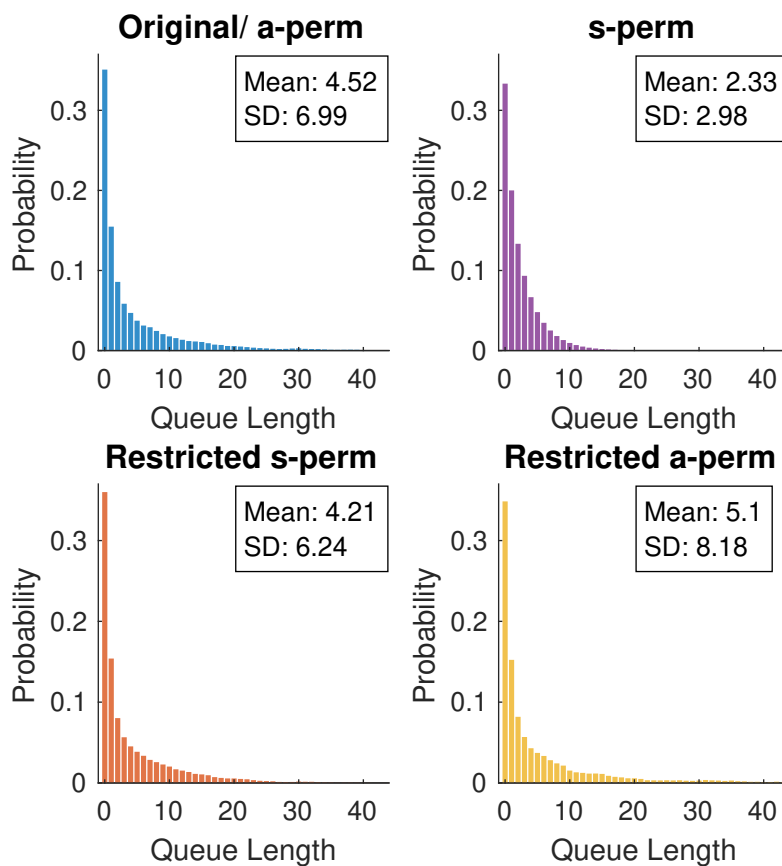 Original/ a-perm
Mean: 4.52
SD: 6.99
0.3
0.2
0.1
0
Probability
0 10 20 30 40
Queue Length
s-perm
Mean: 2.33
SD: 2.98
0.3
0.2
0.1
0
Probability
0 10 20 30 40
Queue Length
Restricted s-perm
Mean: 4.21
SD: 6.24
0.3
0.2
0.1
0
Probability
0 10 20 30 40
Queue Length
Restricted a-perm
Mean: 5.1
SD: 8.18
0.3
0.2
0.1
0
Probability
0 10 20 30 40
Queue Length